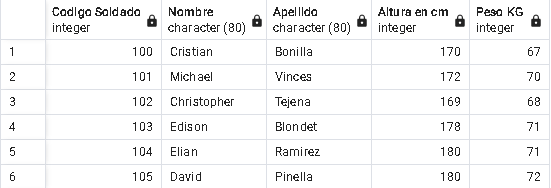 Codigo Soldado Nombre Apellido Altura en cm Peso KG
integer character (80) character (80) integer integer
1 100 Cristian Bonilla 170 67
2 101 Michael Vinces 172 70
3 102 Christopher Tejena 169 68
4 103 Edison Blondet 178 71
5 104 Elian Ramirez 180 71
6 105 David Pinella 180 72